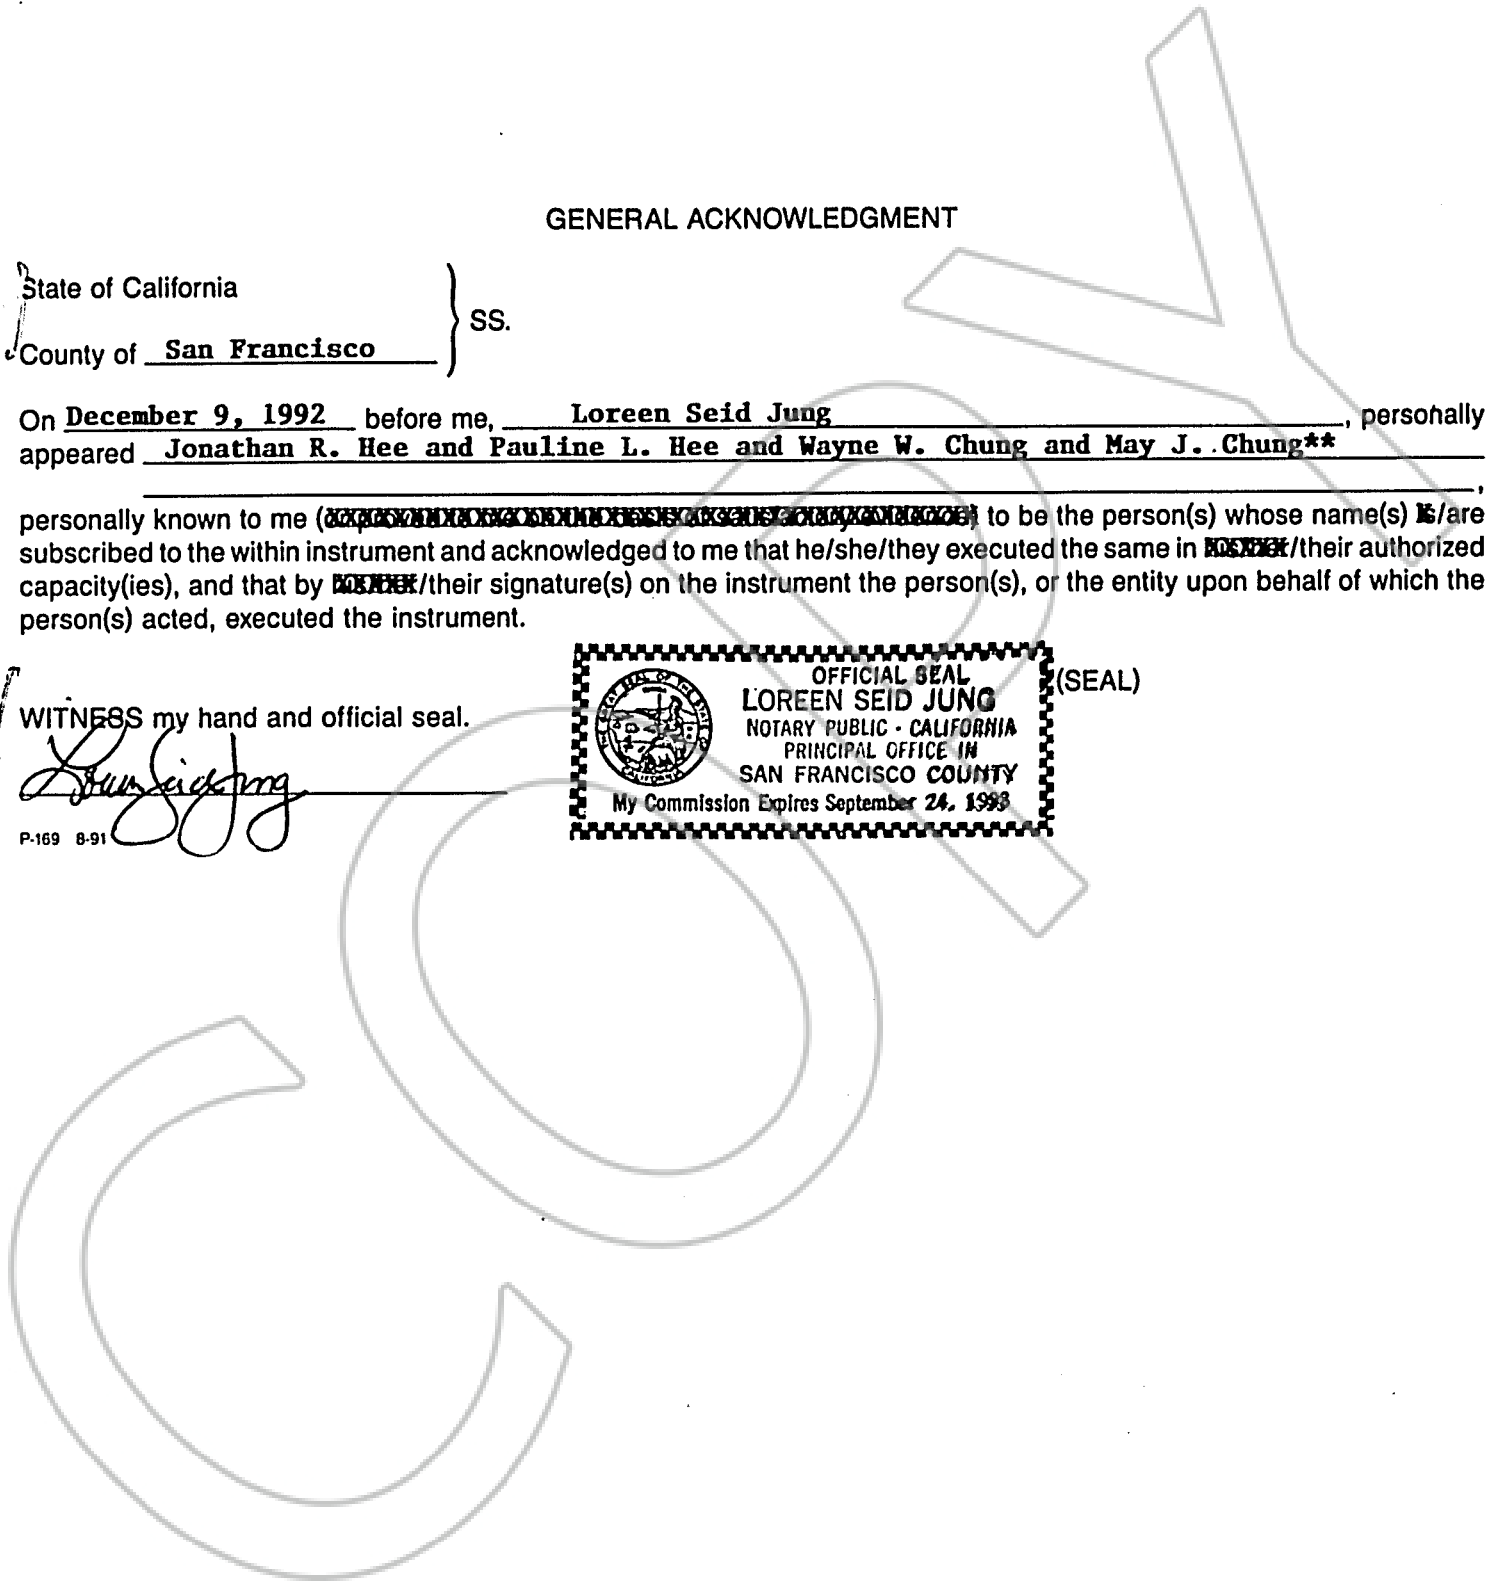 GENERAL ACKNOWLEDGMENT
State of California
SS.
County of San Francisco
On December 9, 1992 before me, Loreen Seid Jung, personally
appeared Jonathan R. Hee and Pauline L. Hee and Wayne W. Chung and May J. Chung**
,
personally known to me ( ) to be the person(s) whose name(s) /are
subscribed to the within instrument and acknowledged to me that he/she/they executed the same in /their authorized
capacity(ies), and that by /their signature(s) on the instrument the person(s), or the entity upon behalf of which the
person(s) acted, executed the instrument.
OFFICIAL SEAL
LOREEN SEID JUNG
NOTARY PUBLIC - CALIFORNIA
PRINCIPAL OFFICE IN
SAN FRANCISCO COUNTY
My Commission Expires September 24, 1993
(SEAL)
WITNESS my hand and official seal.
Loreen Seid Jung
P-169 8-91
COPY